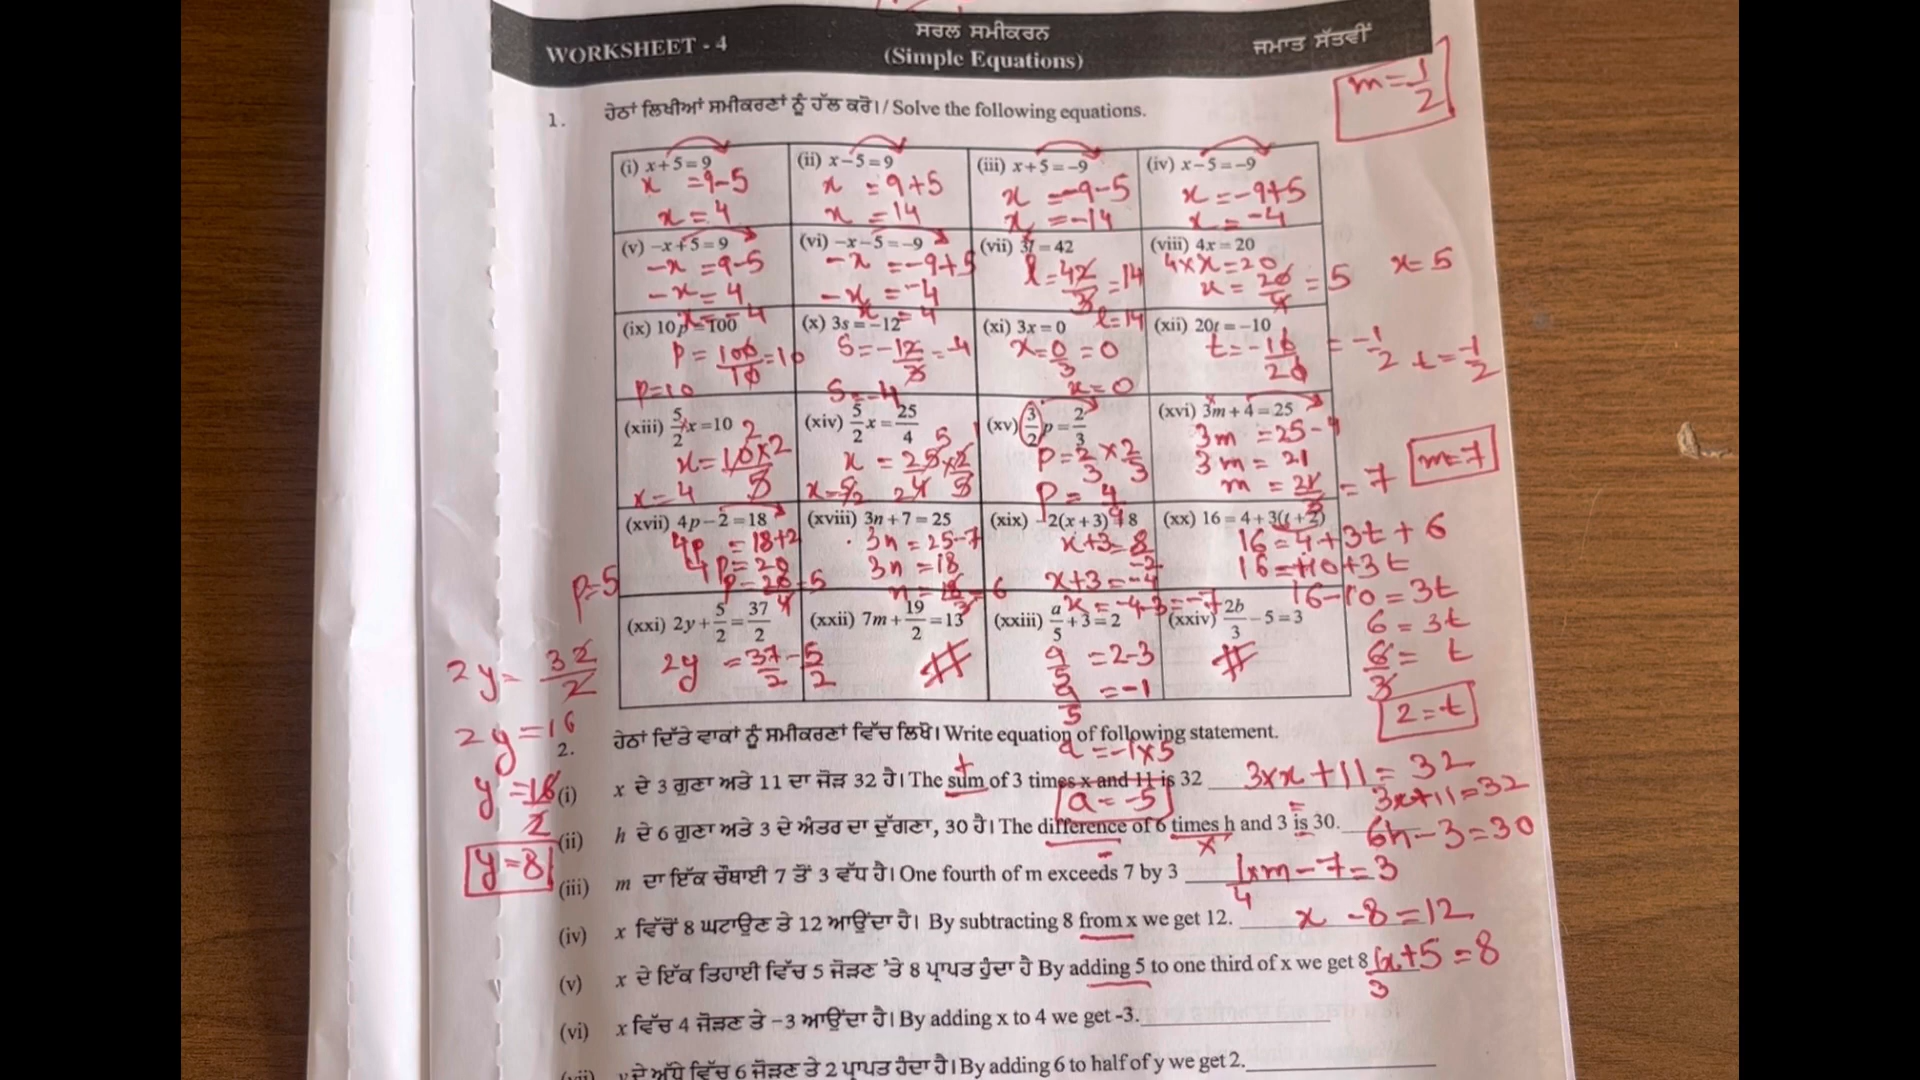 WORKSHEET - 4
ਸਰਲ ਸਮੀਕਰਨ
(Simple Equations)
ਜਮਾਤ ਸੱਤਵੀਂ
m=1/2
1. ਹੇਠਾਂ ਲਿਖੀਆਂ ਸਮੀਕਰਣਾਂ ਨੂੰ ਹੱਲ ਕਰੋ। / Solve the following equations.
(i) x+5=9
x =9-5
x=4
(ii) x-5=9
x =9+5
x =14
(iii) x+5=-9
x =-9-5
x =-14
(iv) x-5=-9
x =-9+5
x =-4
(v) -x+5=9
-x =9-5
-x=4
x=-4
(vi) -x-5=-9
-x =-9+5
-x =-4
x =4
(vii) 3l=42
l=42/3=14
l=14
(viii) 4x=20
4×x=20
x=20/4=5
x=5
(ix) 10p=100
P=100/10=10
P=10
(x) 3s=-12
S=-12/3=-4
S=-4
(xi) 3x=0
x=0/3=0
x=0
(xii) 20t=-10
t=-10/20 =-1/2
t=-1/2
(xiii) 5/2 x=10
x=10×2/5
x=4
(xiv) 5/2 x=25/4
x =25/4×2/5
x=5/2
(xv) 3/2 p=2/3
P=2/3×2/3
P=4/9
(xvi) 3m+4=25
3m =25-4
3m=21
m =21/3=7
m=7
(xvii) 4p-2=18
4P =18+2
4P=20
P=20/4=5
P=5
(xviii) 3n+7=25
3n=25-7
3n=18
n=18/3=6
(xix) -2(x+3)=8
x+3=8/-2
x+3=-4
x=-4-3=-7
(xx) 16=4+3(t+2)
16=4+3t+6
16=+10+3t
16-10=3t
6=3t
6/3=t
2=t
(xxi) 2y+5/2=37/2
2y =37/2-5/2
2y=32/2
2y=16
y=16/2
y=8
(xxii) 7m+19/2=13
#
(xxiii) a/5+3=2
a/5=2-3
a/5=-1
a=-1×5
a=-5
(xxiv) 2b/3-5=3
#
2. ਹੇਠਾਂ ਦਿੱਤੇ ਵਾਕਾਂ ਨੂੰ ਸਮੀਕਰਣਾਂ ਵਿੱਚ ਲਿਖੋ। Write equation of following statement.
(i) x ਦੇ 3 ਗੁਣਾ ਅਤੇ 11 ਦਾ ਜੋੜ 32 ਹੈ। The sum of 3 times x and 11 is 32 3×x+11=32
3x+11=32
(ii) h ਦੇ 6 ਗੁਣਾ ਅਤੇ 3 ਦੇ ਅੰਤਰ ਦਾ ਦੁੱਗਣਾ, 30 ਹੈ। The difference of 6 times h and 3 is 30. 6h-3=30
(iii) m ਦਾ ਇੱਕ ਚੌਥਾਈ 7 ਤੋਂ 3 ਵੱਧ ਹੈ। One fourth of m exceeds 7 by 3 1/4×m-7=3
(iv) x ਵਿੱਚੋਂ 8 ਘਟਾਉਣ ਤੇ 12 ਆਉਂਦਾ ਹੈ। By subtracting 8 from x we get 12. x-8=12
(v) x ਦੇ ਇੱਕ ਤਿਹਾਈ ਵਿੱਚ 5 ਜੋੜਣ 'ਤੇ 8 ਪ੍ਰਾਪਤ ਹੁੰਦਾ ਹੈ By adding 5 to one third of x we get 8 1x/3+5=8
(vi) x ਵਿੱਚ 4 ਜੋੜਣ ਤੇ -3 ਆਉਂਦਾ ਹੈ। By adding x to 4 we get -3.
(vii) y ਦੇ ਅੱਧੇ ਵਿੱਚ 6 ਜੋੜਣ ਤੇ 2 ਪ੍ਰਾਪਤ ਹੁੰਦਾ ਹੈ। By adding 6 to half of y we get 2.